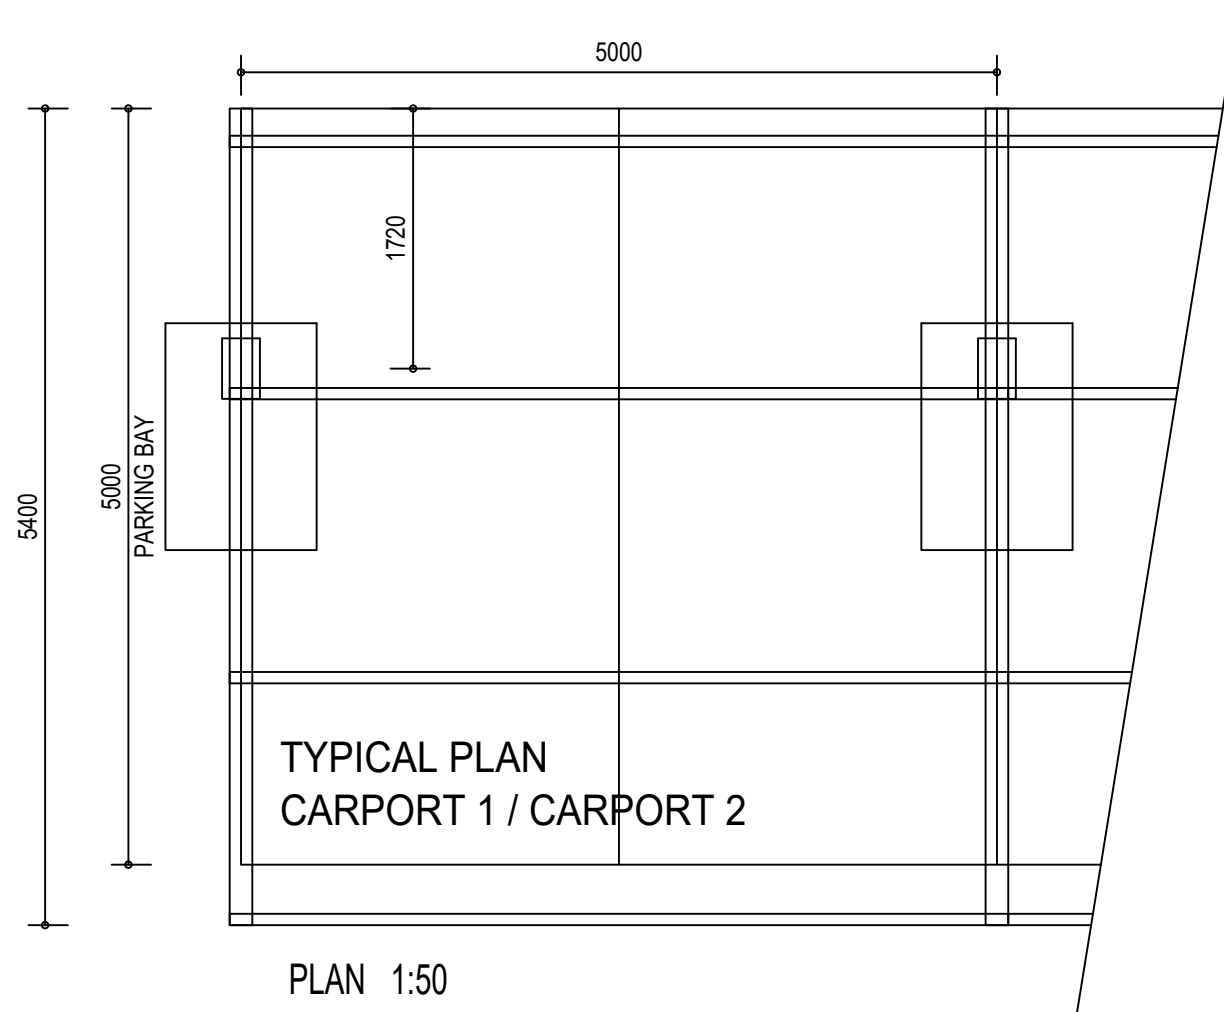 5000
1720
5400
5000
PARKING BAY
TYPICAL PLAN
CARPORT 1 / CARPORT 2
PLAN 1:50